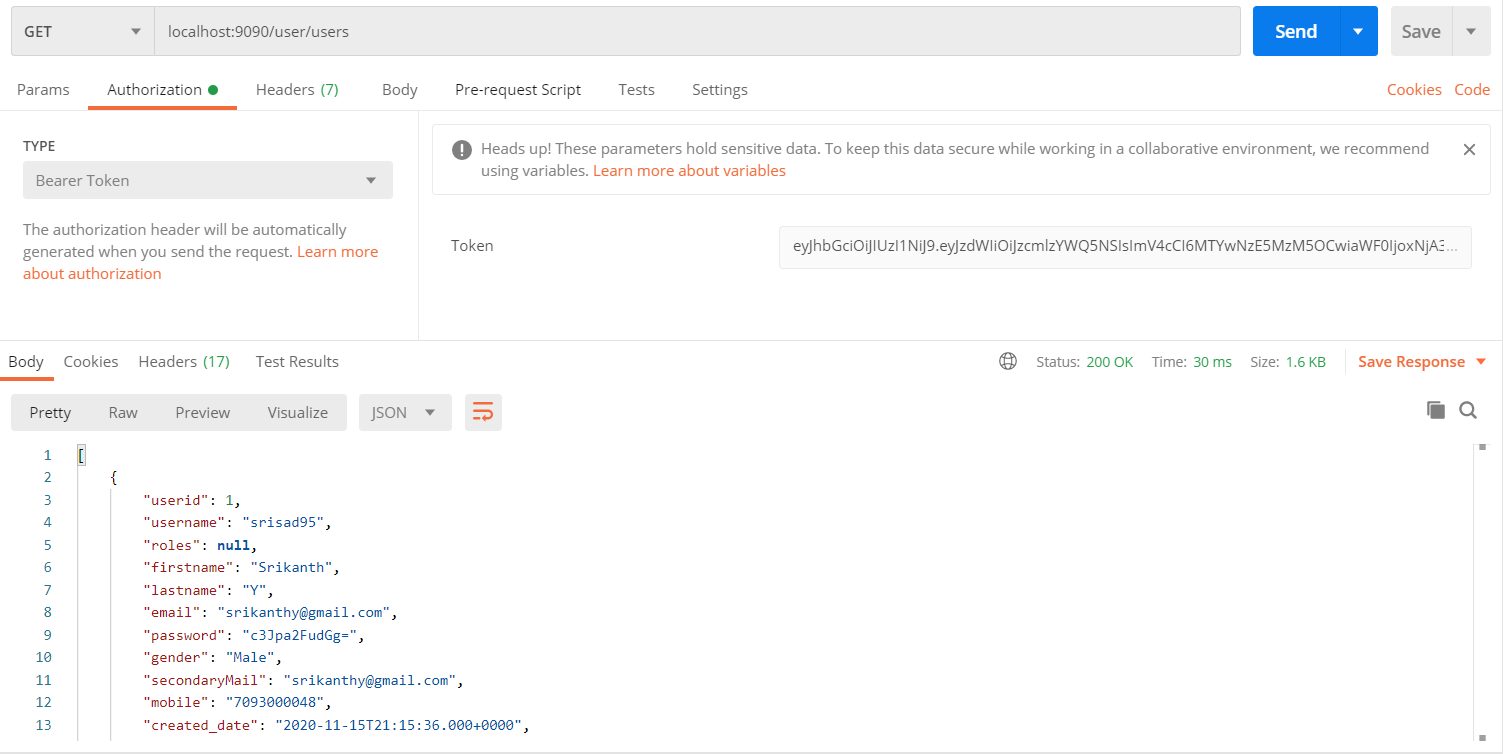 GET localhost:9090/user/users Send Save
Params Authorization Headers (7) Body Pre-request Script Tests Settings Cookies Code
TYPE
Bearer Token
The authorization header will be automatically
generated when you send the request. Learn more
about authorization
Heads up! These parameters hold sensitive data. To keep this data secure while working in a collaborative environment, we recommend
using variables. Learn more about variables
Token eyJhbGciOiJIUzI1NiJ9.eyJzdWIiOiJzcmlzYWQ5NSIsImV4cCI6MTYwNzE5MzM5OCwiaWF0IjoxNjA3...
Body Cookies Headers (17) Test Results Status: 200 OK Time: 30 ms Size: 1.6 KB Save Response
Pretty Raw Preview Visualize JSON
1 [
2 {
3 "userid": 1,
4 "username": "srisad95",
5 "roles": null,
6 "firstname": "Srikanth",
7 "lastname": "Y",
8 "email": "srikanthy@gmail.com",
9 "password": "c3Jpa2FudGg=",
10 "gender": "Male",
11 "secondaryMail": "srikanthy@gmail.com",
12 "mobile": "7093000048",
13 "created_date": "2020-11-15T21:15:36.000+0000",